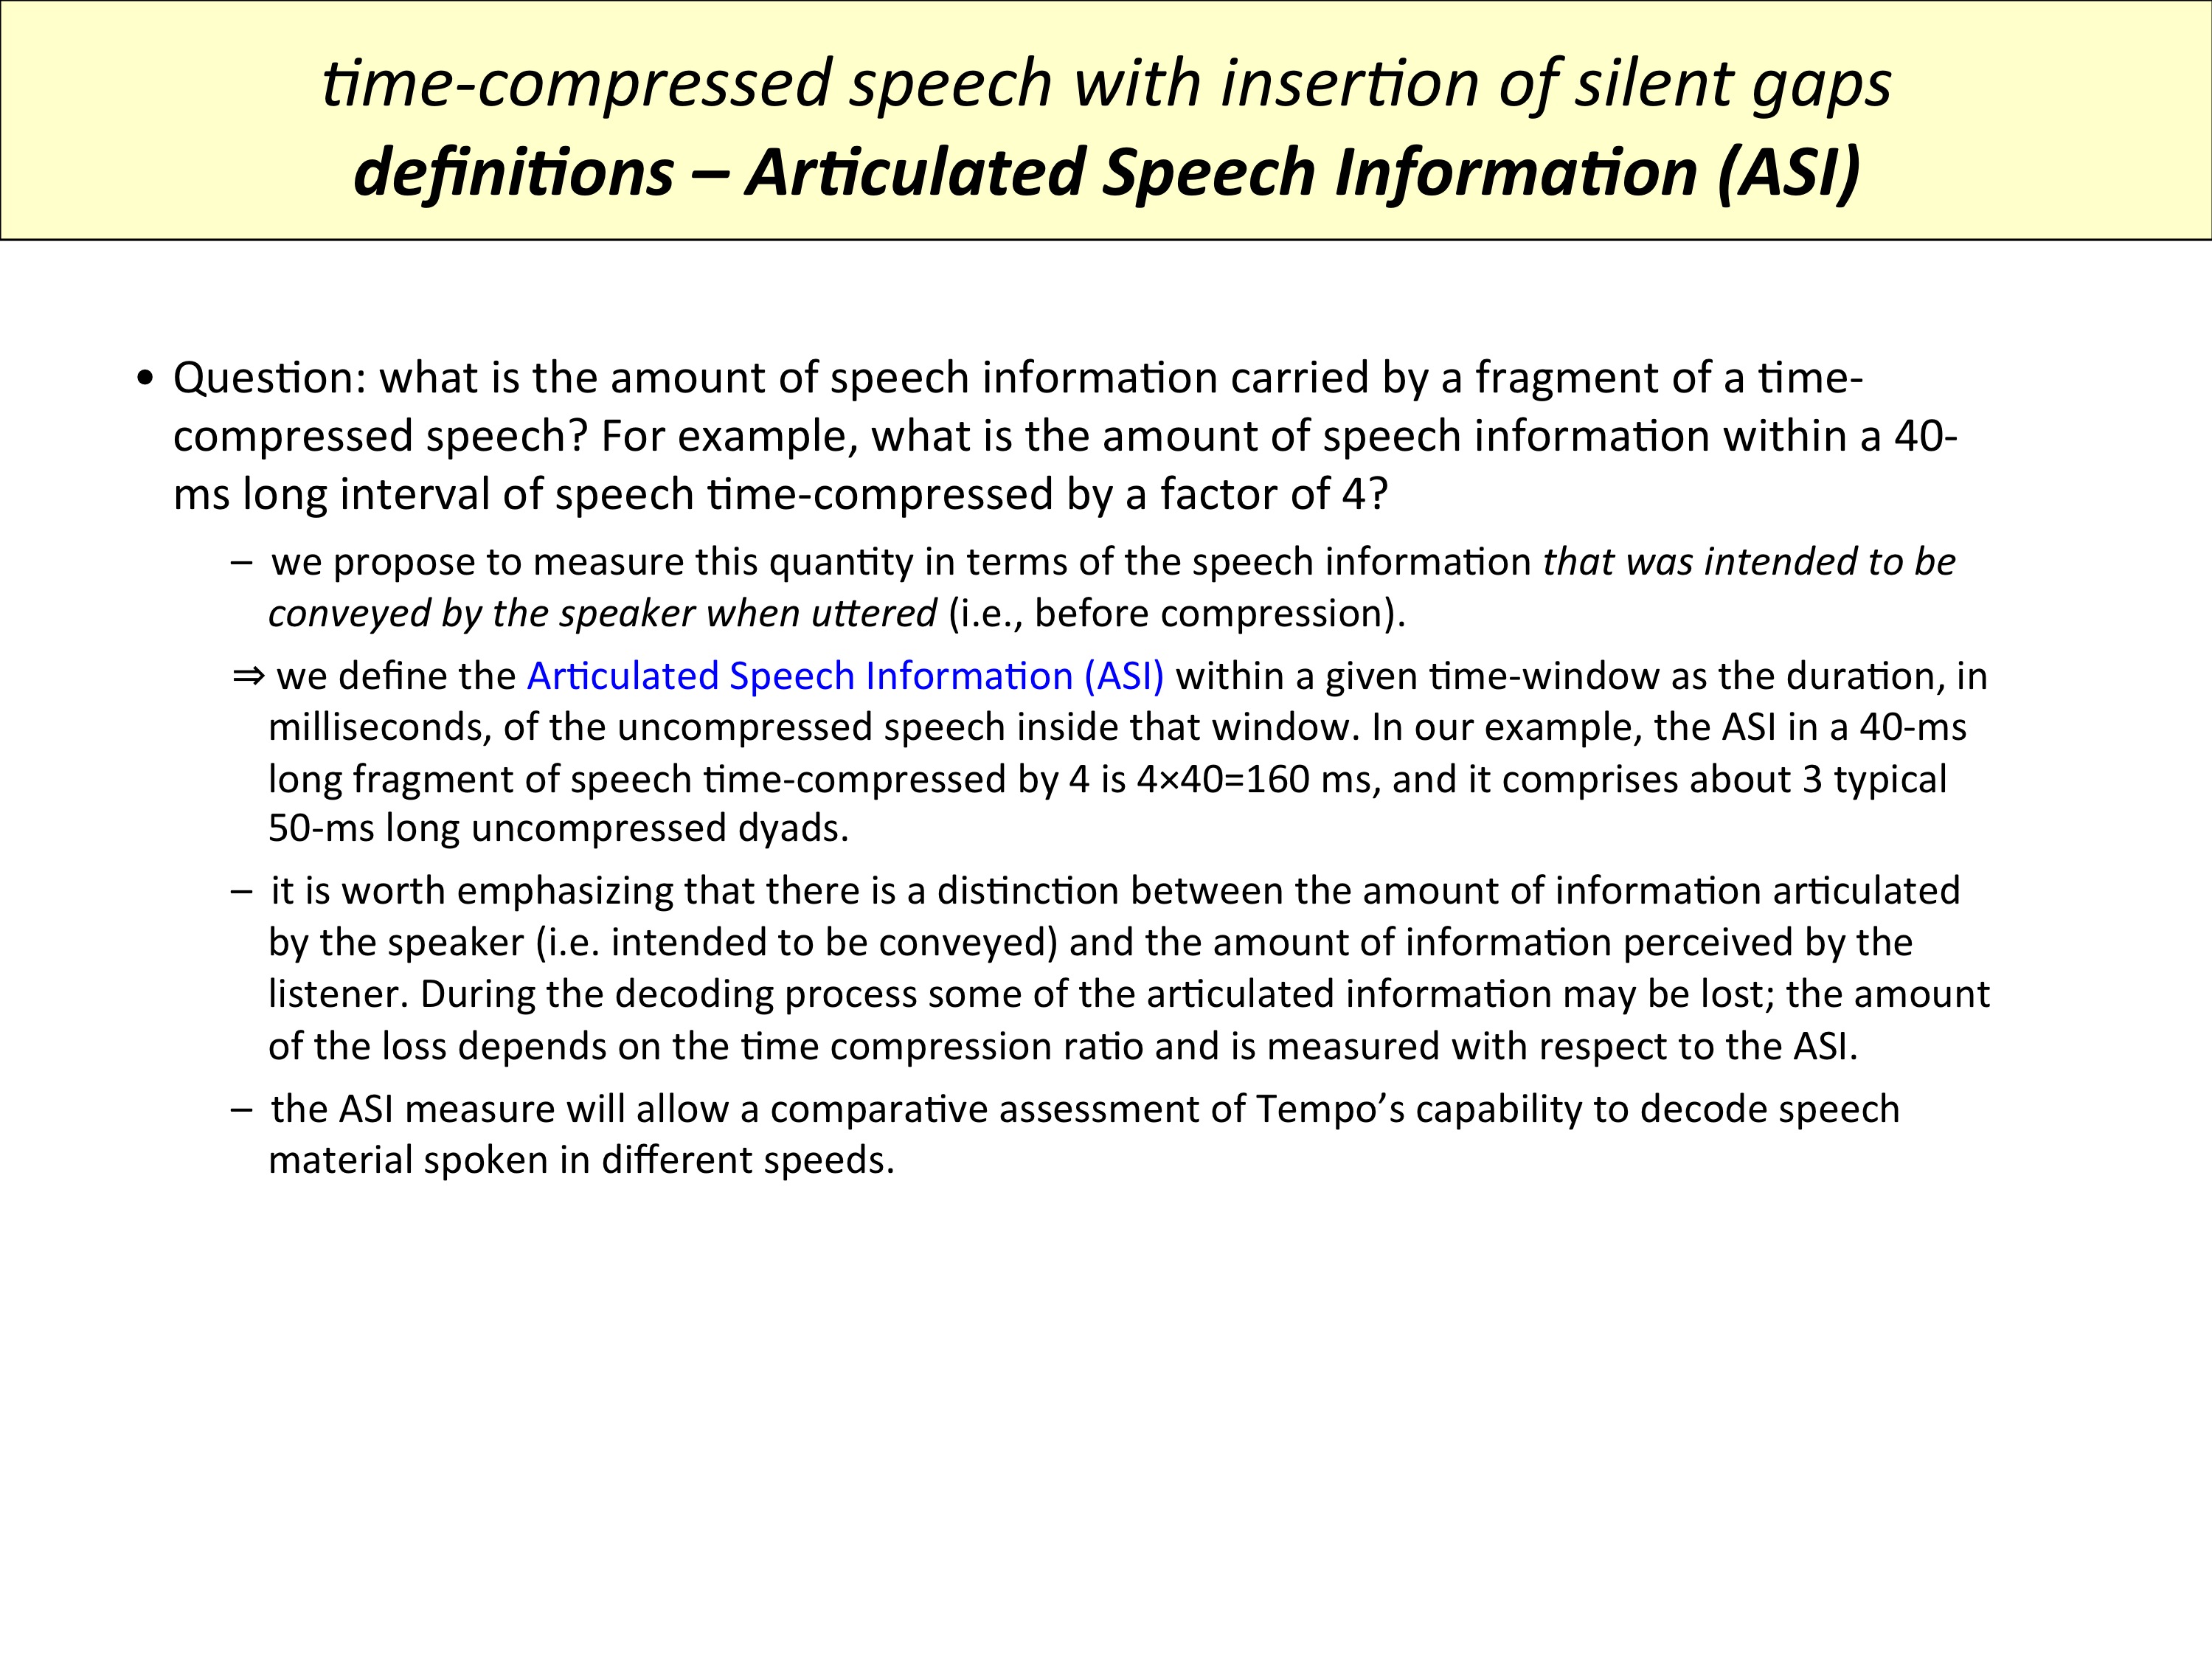 time-compressed speech with insertion of silent gaps
definitions – Articulated Speech Information (ASI)
• Question: what is the amount of speech information carried by a fragment of a time-
compressed speech? For example, what is the amount of speech information within a 40-
ms long interval of speech time-compressed by a factor of 4?
– we propose to measure this quantity in terms of the speech information that was intended to be
conveyed by the speaker when uttered (i.e., before compression).
⇒ we define the Articulated Speech Information (ASI) within a given time-window as the duration, in
milliseconds, of the uncompressed speech inside that window. In our example, the ASI in a 40-ms
long fragment of speech time-compressed by 4 is 4×40=160 ms, and it comprises about 3 typical
50-ms long uncompressed dyads.
– it is worth emphasizing that there is a distinction between the amount of information articulated
by the speaker (i.e. intended to be conveyed) and the amount of information perceived by the
listener. During the decoding process some of the articulated information may be lost; the amount
of the loss depends on the time compression ratio and is measured with respect to the ASI.
– the ASI measure will allow a comparative assessment of Tempo’s capability to decode speech
material spoken in different speeds.